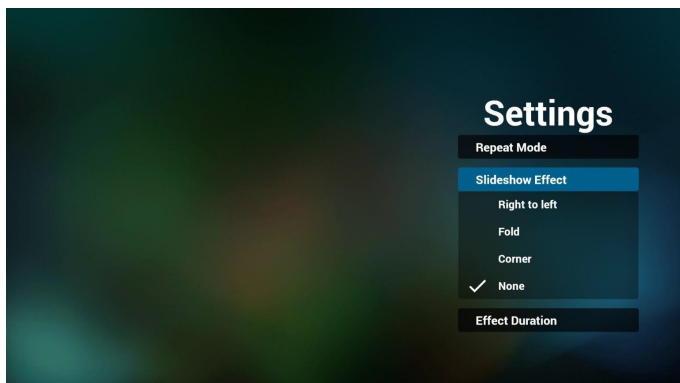 Settings
Repeat Mode
Slideshow Effect
Right to left
Fold
Corner
None
Effect Duration